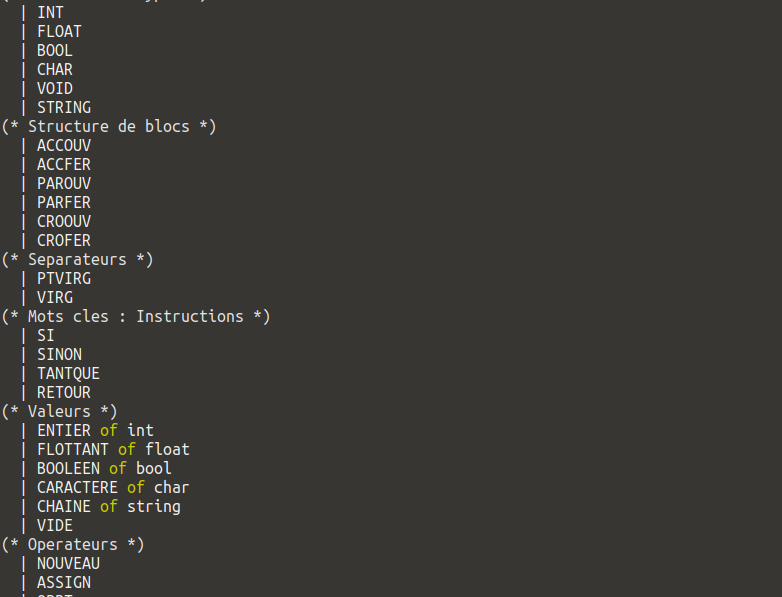 | INT
| FLOAT
| BOOL
| CHAR
| VOID
| STRING
(* Structure de blocs *)
| ACCOUV
| ACCFER
| PAROUV
| PARFER
| CROOUV
| CROFER
(* Separateurs *)
| PTVIRG
| VIRG
(* Mots cles : Instructions *)
| SI
| SINON
| TANTQUE
| RETOUR
(* Valeurs *)
| ENTIER of int
| FLOTTANT of float
| BOOLEEN of bool
| CARACTERE of char
| CHAINE of string
| VIDE
(* Operateurs *)
| NOUVEAU
| ASSIGN